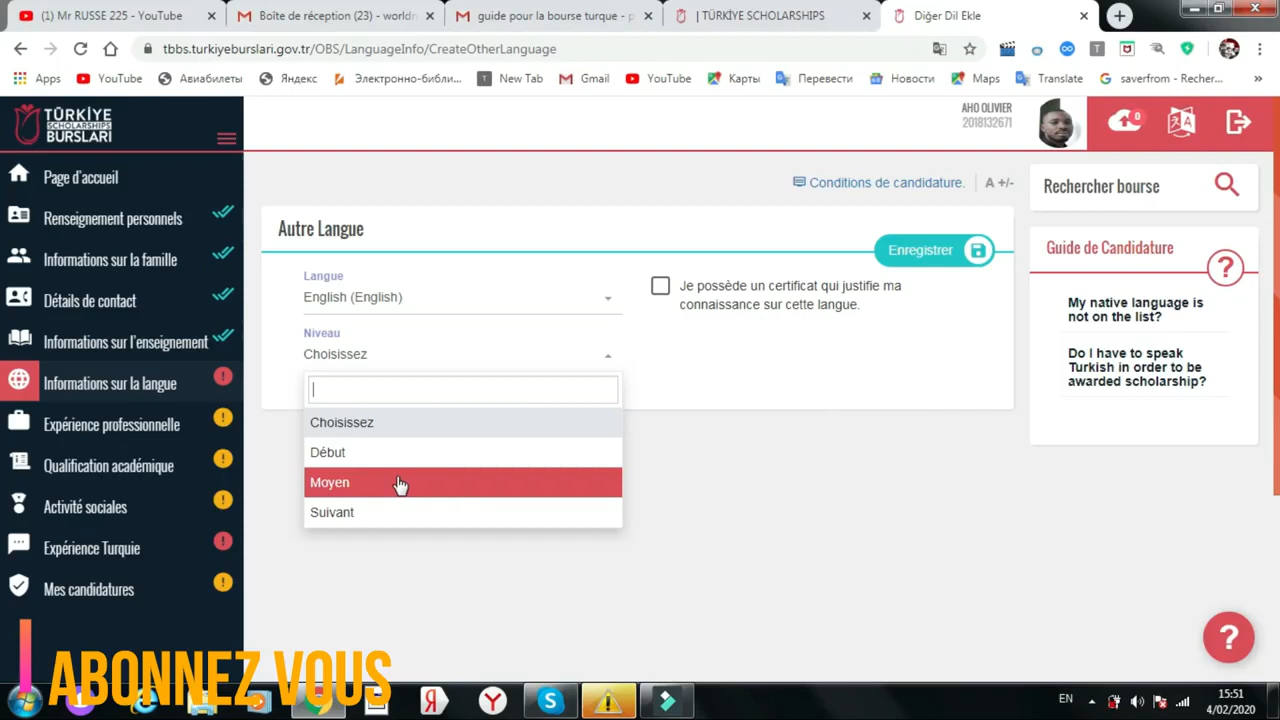 (1) Mr RUSSE 225 - YouTube
Boîte de réception (23) - worldn
guide pour la bourse turque - p
| TÜRKİYE SCHOLARSHIPS
Diğer Dil Ekle
tbbs.turkiyeburslari.gov.tr/OBS/LanguageInfo/CreateOtherLanguage
Apps
YouTube
Авиабилеты
Яндекс
Электронно-библи...
New Tab
Gmail
YouTube
Карты
Перевести
Новости
Maps
Translate
saverfrom - Recher...
»
TÜRKİYE
SCHOLARSHIPS
BURSLARI
AHO OLIVIER
2018132671
0
Page d'accueil
Renseignement personnels
Informations sur la famille
Détails de contact
Informations sur l'enseignement
Informations sur la langue
Expérience professionnelle
Qualification académique
Activité sociales
Expérience Turquie
Mes candidatures
Conditions de candidature.
A +/-
Autre Langue
Enregistrer
Langue
English (English)
Je possède un certificat qui justifie ma
connaissance sur cette langue.
Niveau
Choisissez
Choisissez
Début
Moyen
Suivant
Rechercher bourse
Guide de Candidature
?
My native language is
not on the list?
Do I have to speak
Turkish in order to be
awarded scholarship?
?
ABONNEZ VOUS
EN
15:51
4/02/2020